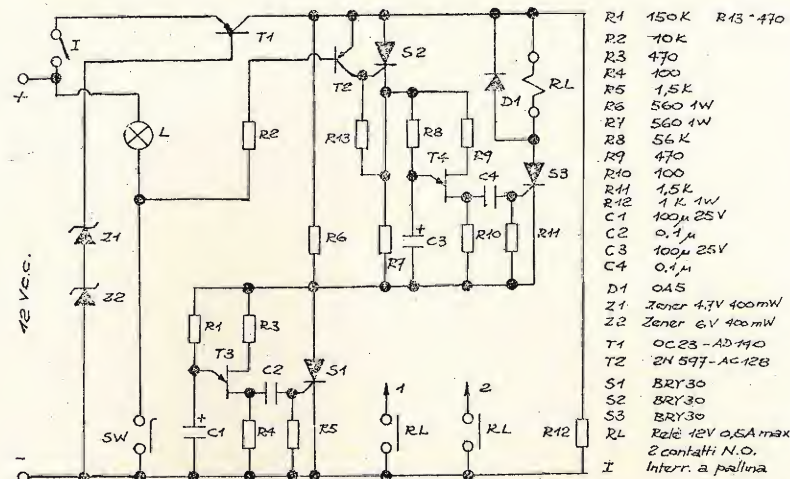 I
T1
S2
T2
D1
RL
+
L
R2
R13
R8
T4
R9
C4
S3
Z1
Z2
R6
R7
+
C3
R10
R11
12 Vcc.
R1
R3
T3
C2
S1
1
2
SW
+
C1
R4
R5
RL
RL
R12
-
R1 150K R13-470
R2 10K
R3 470
R4 100
R5 1,5K
R6 560 1W
R7 560 1W
R8 56K
R9 470
R10 100
R11 1,5K
R12 1K 1W
C1 100µ 25V
C2 0,1µ
C3 100µ 25V
C4 0,1µ
D1 OA5
Z1 Zener 4,7V 400mW
Z2 Zener 6V 400mW
T1 OC23-AD140
T2 2N 597-AC128
S1 BRY30
S2 BRY30
S3 BRY30
RL Relè 12V 0,5A max
2 contatti N.O.
I Interr. a pallina